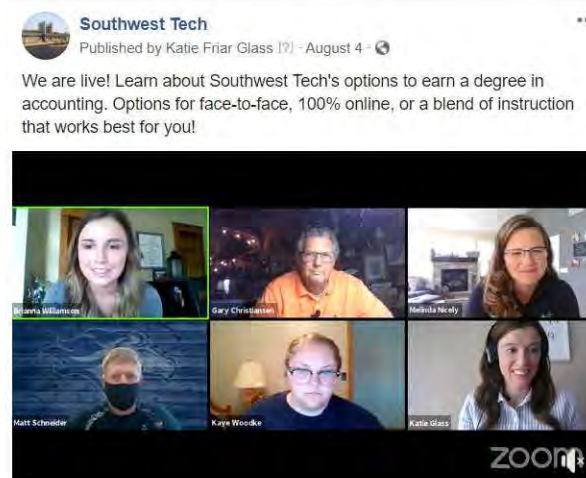 Southwest Tech
Published by Katie Friar Glass [?] · August 4 ·
We are live! Learn about Southwest Tech's options to earn a degree in
accounting. Options for face-to-face, 100% online, or a blend of instruction
that works best for you!
Brianna Williamson
Gary Christiansen
Melinda Nicely
Matt Schneider
Kaye Woodke
Katie Glass
zoom